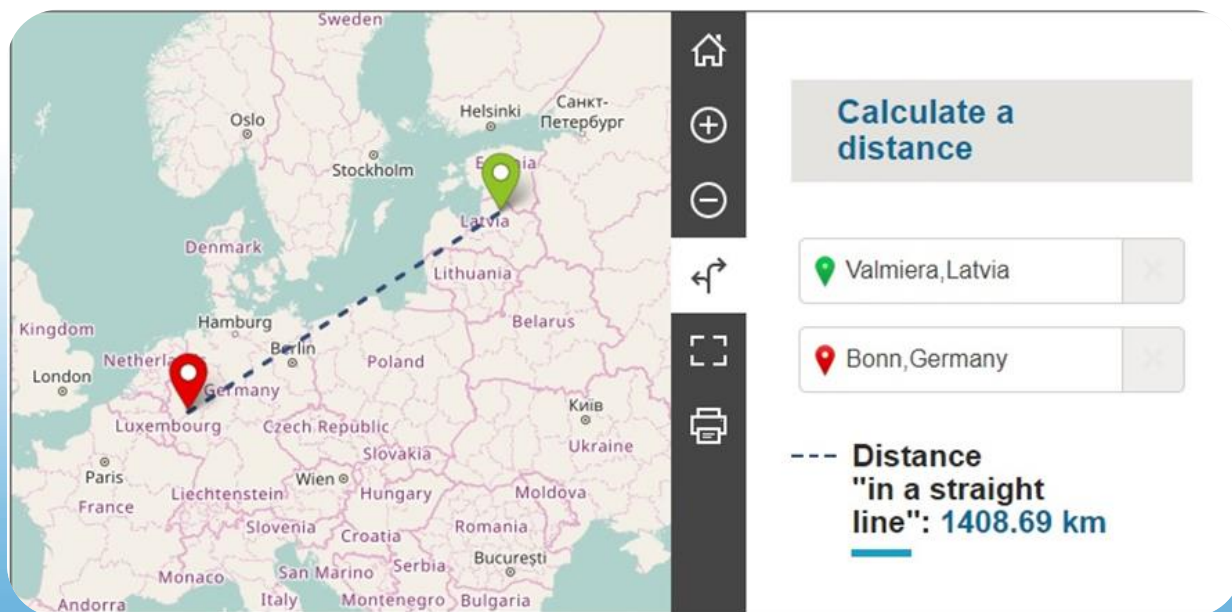 Sweden
Helsinki
Санкт-
Петербург
Oslo
Stockholm
Latvia
Denmark
Lithuania
Hamburg
Belarus
Kingdom
Berlin
Poland
London
Germany
Київ
Luxembourg
Czech Republic
Ukraine
Slovakia
Paris
Wien
Liechtenstein
Hungary
Moldova
France
Slovenia
Romania
Croatia
București
Serbia
Monaco
San Marino
Andorra
Italy
Montenegro
Bulgaria
Calculate a
distance
Valmiera,Latvia
Bonn,Germany
Distance
"in a straight
line": 1408.69 km